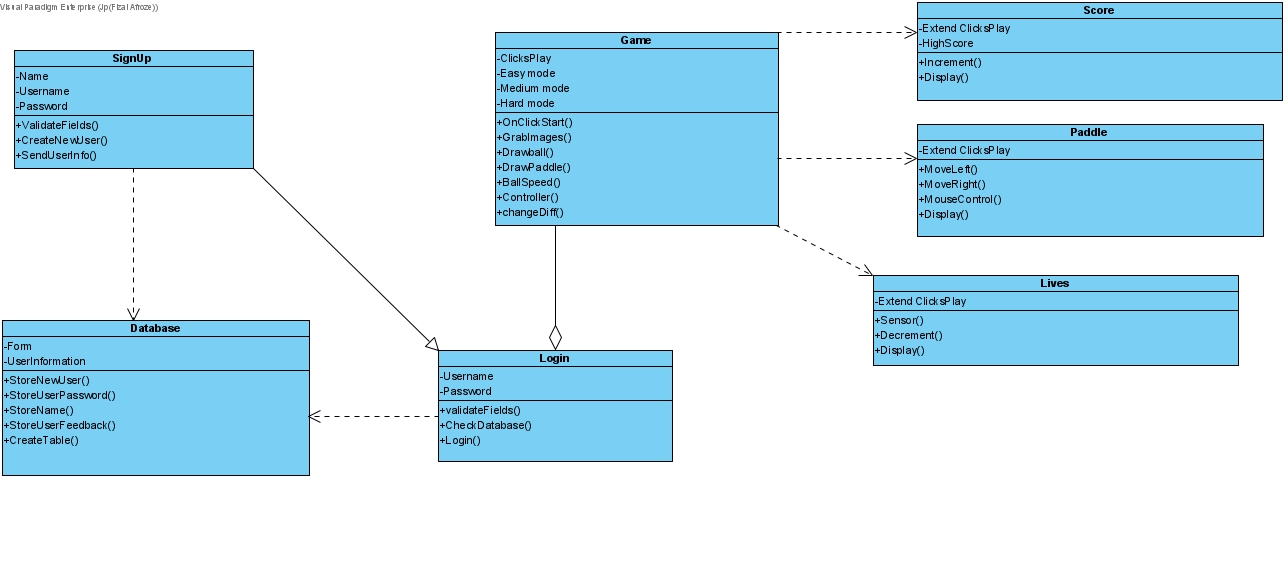 Visual Paradigm Enterprise (Jp(Fizal Afroze))
SignUp
-Name
-Username
-Password
+ValidateFields()
+CreateNewUser()
+SendUserInfo()
Game
-ClicksPlay
-Easy mode
-Medium mode
-Hard mode
+OnClickStart()
+GrabImages()
+Drawball()
+DrawPaddle()
+BallSpeed()
+Controller()
+changeDiff()
Score
-Extend ClicksPlay
-HighScore
+Increment()
+Display()
Paddle
-Extend ClicksPlay
+MoveLeft()
+MoveRight()
+MouseControl()
+Display()
Lives
-Extend ClicksPlay
+Sensor()
+Decrement()
+Display()
Database
-Form
-UserInformation
+StoreNewUser()
+StoreUserPassword()
+StoreName()
+StoreUserFeedback()
+CreateTable()
Login
-Username
-Password
+validateFields()
+CheckDatabase()
+Login()